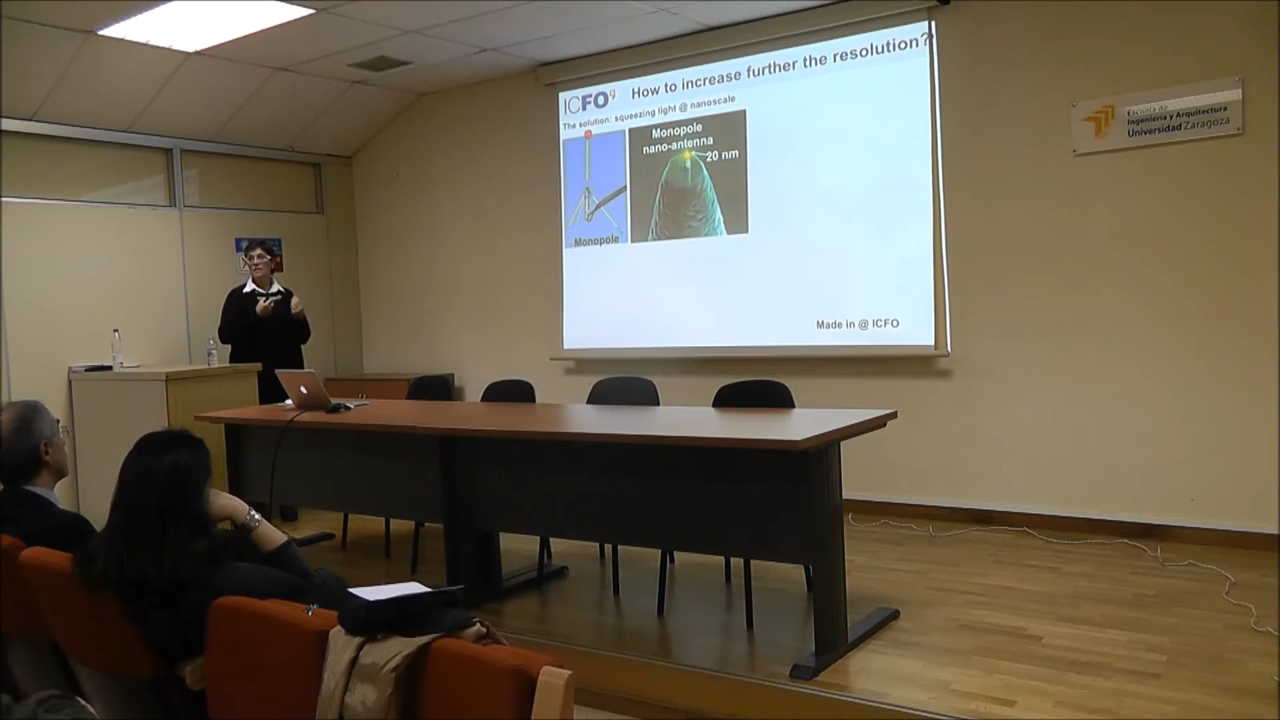 ICFO
How to increase further the resolution?
The solution: squeezing light @ nanoscale
Monopole
nano-antenna
20 nm
Monopole
Made in @ ICFO
Escuela de
Ingeniería y Arquitectura
Universidad Zaragoza